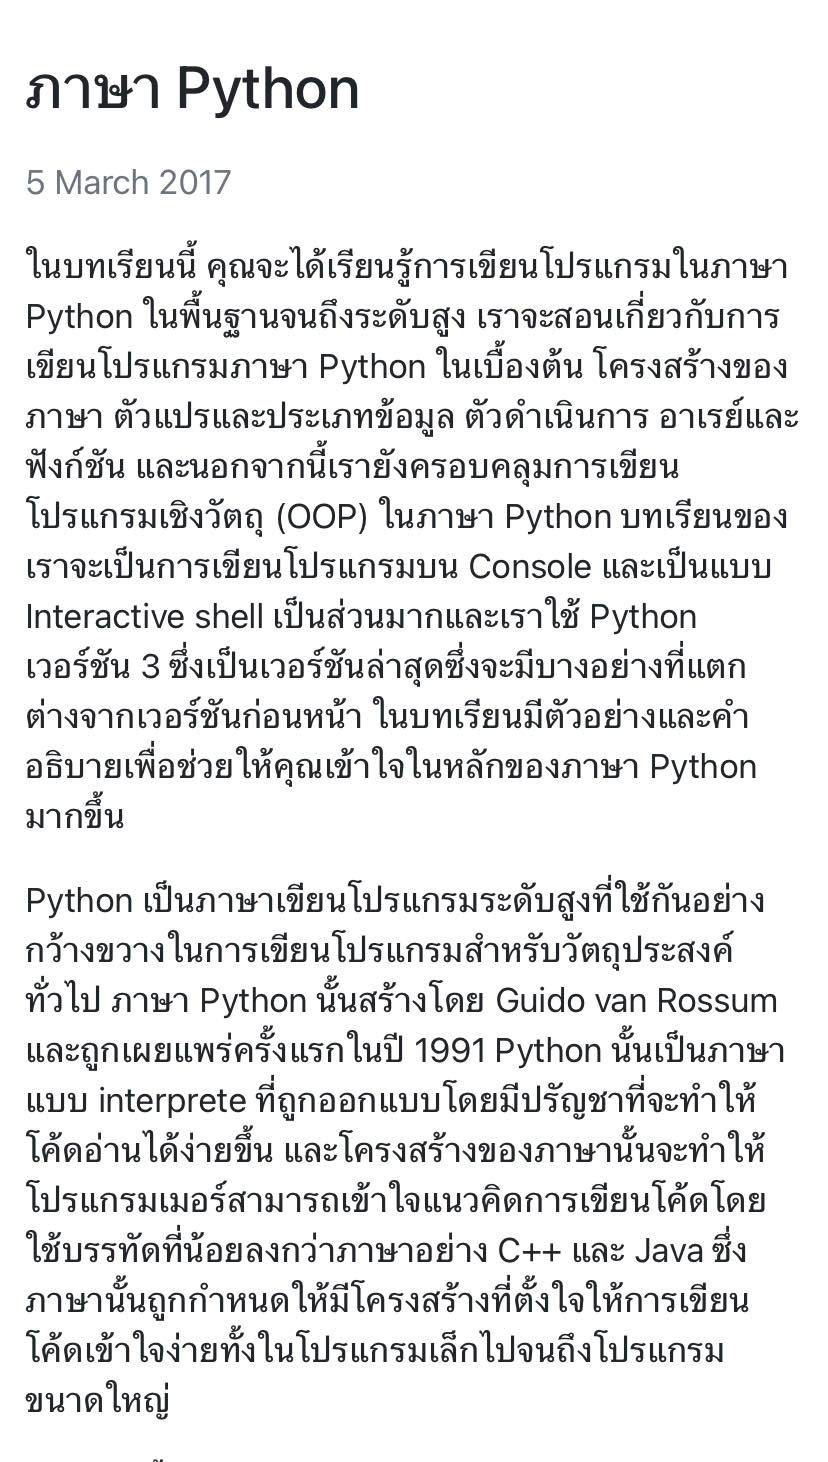 ภาษา Python
5 March 2017
ในบทเรียนนี้ คุณจะได้เรียนรู้การเขียนโปรแกรมในภาษา
Python ในพื้นฐานจนถึงระดับสูง เราจะสอนเกี่ยวกับการ
เขียนโปรแกรมภาษา Python ในเบื้องต้น โครงสร้างของ
ภาษา ตัวแปรและประเภทข้อมูล ตัวดำเนินการ อาเรย์และ
ฟังก์ชัน และนอกจากนี้เรายังครอบคลุมการเขียน
โปรแกรมเชิงวัตถุ (OOP) ในภาษา Python บทเรียนของ
เราจะเป็นการเขียนโปรแกรมบน Console และเป็นแบบ
Interactive shell เป็นส่วนมากและเราใช้ Python
เวอร์ชัน 3 ซึ่งเป็นเวอร์ชันล่าสุดซึ่งจะมีบางอย่างที่แตก
ต่างจากเวอร์ชันก่อนหน้า ในบทเรียนมีตัวอย่างและคำ
อธิบายเพื่อช่วยให้คุณเข้าใจในหลักของภาษา Python
มากขึ้น
Python เป็นภาษาเขียนโปรแกรมระดับสูงที่ใช้กันอย่าง
กว้างขวางในการเขียนโปรแกรมสำหรับวัตถุประสงค์
ทั่วไป ภาษา Python นั้นสร้างโดย Guido van Rossum
และถูกเผยแพร่ครั้งแรกในปี 1991 Python นั้นเป็นภาษา
แบบ interprete ที่ถูกออกแบบโดยมีปรัญชาที่จะทำให้
โค้ดอ่านได้ง่ายขึ้น และโครงสร้างของภาษานั้นจะทำให้
โปรแกรมเมอร์สามารถเข้าใจแนวคิดการเขียนโค้ดโดย
ใช้บรรทัดที่น้อยลงกว่าภาษาอย่าง C++ และ Java ซึ่ง
ภาษานั้นถูกกำหนดให้มีโครงสร้างที่ตั้งใจให้การเขียน
โค้ดเข้าใจง่ายทั้งในโปรแกรมเล็กไปจนถึงโปรแกรม
ขนาดใหญ่